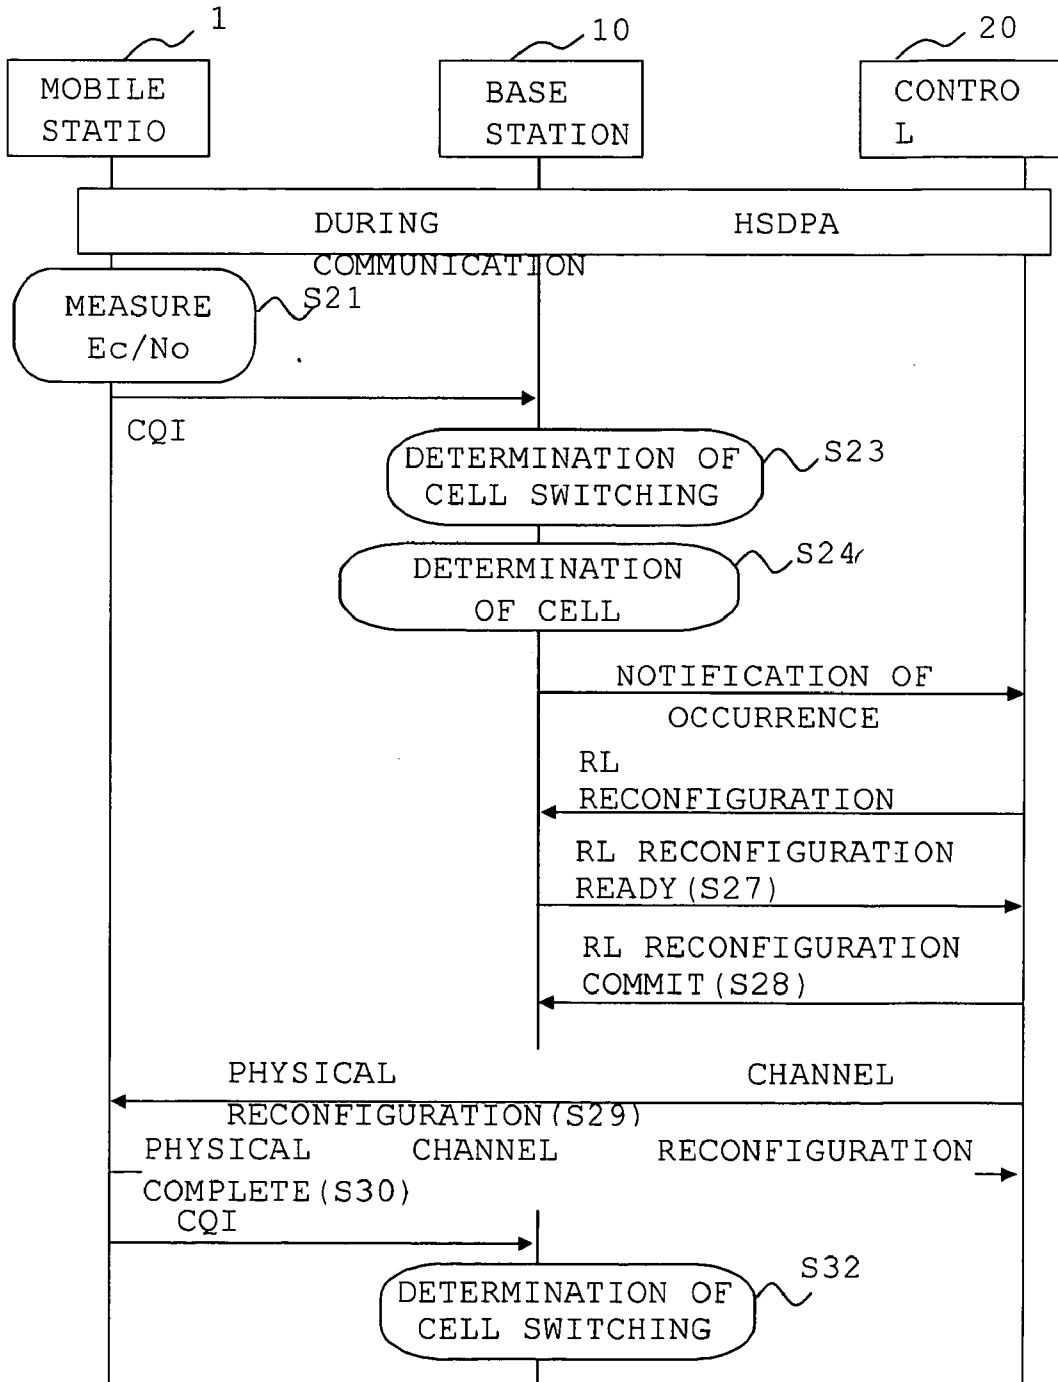 1
10
20
MOBILE
STATIO
BASE
STATION
CONTRO
L
DURING HSDPA
COMMUNICATION
MEASURE
Ec/No
S21
CQI
DETERMINATION OF
CELL SWITCHING
S23
DETERMINATION
OF CELL
S24
NOTIFICATION OF
OCCURRENCE
RL
RECONFIGURATION
RL RECONFIGURATION
READY(S27)
RL RECONFIGURATION
COMMIT(S28)
PHYSICAL CHANNEL
RECONFIGURATION(S29)
PHYSICAL CHANNEL RECONFIGURATION
COMPLETE(S30)
CQI
DETERMINATION OF
CELL SWITCHING
S32